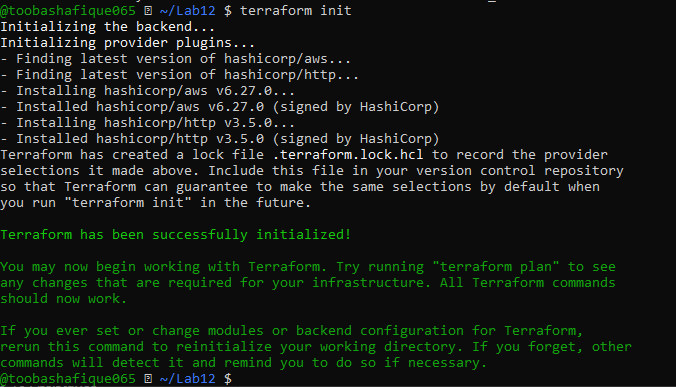 @toobashafique065 ~/Lab12 $ terraform init
Initializing the backend...
Initializing provider plugins...
- Finding latest version of hashicorp/aws...
- Finding latest version of hashicorp/http...
- Installing hashicorp/aws v6.27.0...
- Installed hashicorp/aws v6.27.0 (signed by HashiCorp)
- Installing hashicorp/http v3.5.0...
- Installed hashicorp/http v3.5.0 (signed by HashiCorp)
Terraform has created a lock file .terraform.lock.hcl to record the provider
selections it made above. Include this file in your version control repository
so that Terraform can guarantee to make the same selections by default when
you run "terraform init" in the future.
Terraform has been successfully initialized!
You may now begin working with Terraform. Try running "terraform plan" to see
any changes that are required for your infrastructure. All Terraform commands
should now work.
If you ever set or change modules or backend configuration for Terraform,
rerun this command to reinitialize your working directory. If you forget, other
commands will detect it and remind you to do so if necessary.
@toobashafique065 ~/Lab12 $